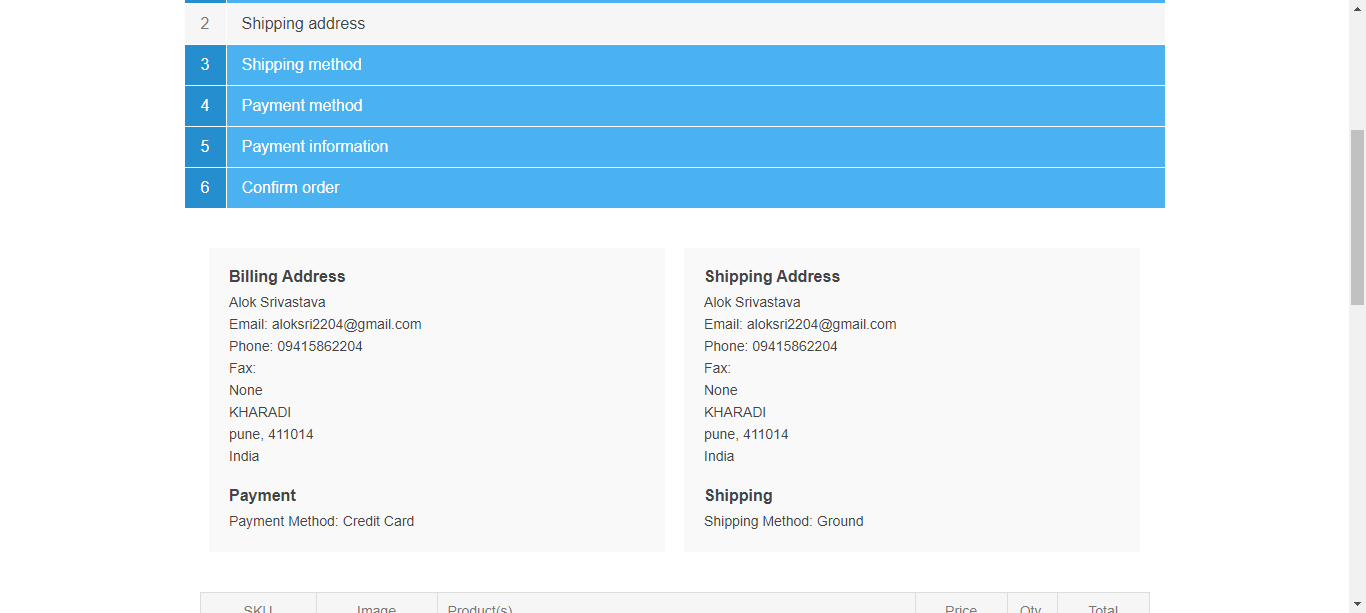 2 Shipping address
3 Shipping method
4 Payment method
5 Payment information
6 Confirm order
Billing Address
Alok Srivastava
Email: aloksri2204@gmail.com
Phone: 09415862204
Fax:
None
KHARADI
pune, 411014
India
Payment
Payment Method: Credit Card
Shipping Address
Alok Srivastava
Email: aloksri2204@gmail.com
Phone: 09415862204
Fax:
None
KHARADI
pune, 411014
India
Shipping
Shipping Method: Ground
SKU Image Product(s) Price Qty. Total